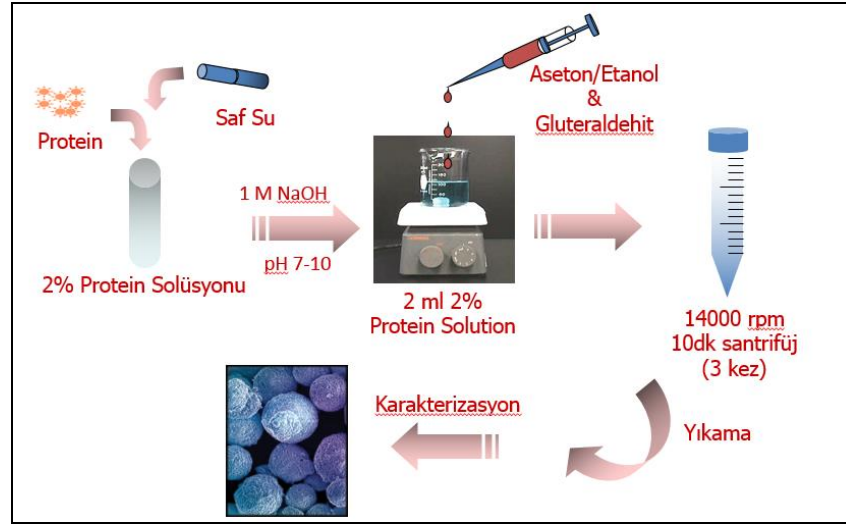 Protein
Saf Su
2% Protein Solüsyonu
1 M NaOH
pH 7-10
Aseton/Etanol
&
Gluteraldehit
2 ml 2%
Protein Solution
14000 rpm
10dk santrifüj
(3 kez)
Yıkama
Karakterizasyon